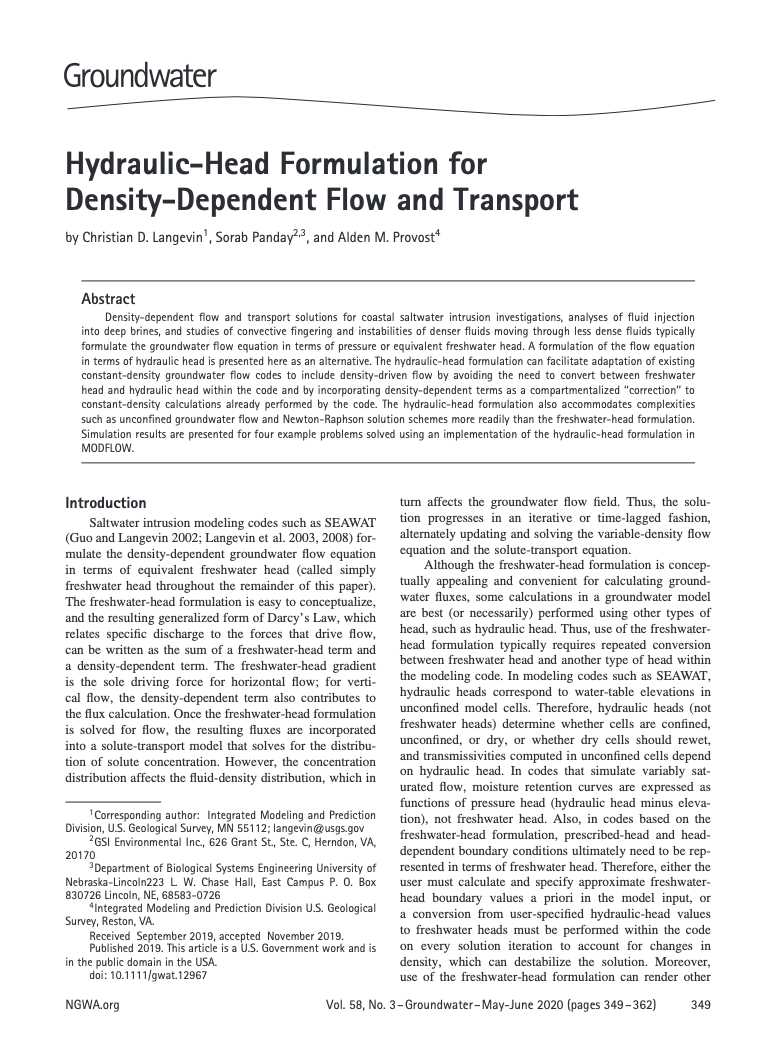 Groundwater
Hydraulic-Head Formulation for
Density-Dependent Flow and Transport
by Christian D. Langevin1, Sorab Panday2,3, and Alden M. Provost4
Abstract
Density-dependent flow and transport solutions for coastal saltwater intrusion investigations, analyses of fluid injection
into deep brines, and studies of convective fingering and instabilities of denser fluids moving through less dense fluids typically
formulate the groundwater flow equation in terms of pressure or equivalent freshwater head. A formulation of the flow equation
in terms of hydraulic head is presented here as an alternative. The hydraulic-head formulation can facilitate adaptation of existing
constant-density groundwater flow codes to include density-driven flow by avoiding the need to convert between freshwater
head and hydraulic head within the code and by incorporating density-dependent terms as a compartmentalized "correction" to
constant-density calculations already performed by the code. The hydraulic-head formulation also accommodates complexities
such as unconfined groundwater flow and Newton-Raphson solution schemes more readily than the freshwater-head formulation.
Simulation results are presented for four example problems solved using an implementation of the hydraulic-head formulation in
MODFLOW.
Introduction
Saltwater intrusion modeling codes such as SEAWAT
(Guo and Langevin 2002; Langevin et al. 2003, 2008) for-
mulate the density-dependent groundwater flow equation
in terms of equivalent freshwater head (called simply
freshwater head throughout the remainder of this paper).
The freshwater-head formulation is easy to conceptualize,
and the resulting generalized form of Darcy's Law, which
relates specific discharge to the forces that drive flow,
can be written as the sum of a freshwater-head term and
a density-dependent term. The freshwater-head gradient
is the sole driving force for horizontal flow; for verti-
cal flow, the density-dependent term also contributes to
the flux calculation. Once the freshwater-head formulation
is solved for flow, the resulting fluxes are incorporated
into a solute-transport model that solves for the distribu-
tion of solute concentration. However, the concentration
distribution affects the fluid-density distribution, which in
1Corresponding author: Integrated Modeling and Prediction
Division, U.S. Geological Survey, MN 55112; langevin@usgs.gov
2GSI Environmental Inc., 626 Grant St., Ste. C, Herndon, VA,
20170
3Department of Biological Systems Engineering University of
Nebraska-Lincoln223 L. W. Chase Hall, East Campus P. O. Box
830726 Lincoln, NE, 68583-0726
4Integrated Modeling and Prediction Division U.S. Geological
Survey, Reston, VA.
Received September 2019, accepted November 2019.
Published 2019. This article is a U.S. Government work and is
in the public domain in the USA.
doi: 10.1111/gwat.12967
turn affects the groundwater flow field. Thus, the solu-
tion progresses in an iterative or time-lagged fashion,
alternately updating and solving the variable-density flow
equation and the solute-transport equation.
Although the freshwater-head formulation is concep-
tually appealing and convenient for calculating ground-
water fluxes, some calculations in a groundwater model
are best (or necessarily) performed using other types of
head, such as hydraulic head. Thus, use of the freshwater-
head formulation typically requires repeated conversion
between freshwater head and another type of head within
the modeling code. In modeling codes such as SEAWAT,
hydraulic heads correspond to water-table elevations in
unconfined model cells. Therefore, hydraulic heads (not
freshwater heads) determine whether cells are confined,
unconfined, or dry, or whether dry cells should rewet,
and transmissivities computed in unconfined cells depend
on hydraulic head. In codes that simulate variably sat-
urated flow, moisture retention curves are expressed as
functions of pressure head (hydraulic head minus eleva-
tion), not freshwater head. Also, in codes based on the
freshwater-head formulation, prescribed-head and head-
dependent boundary conditions ultimately need to be rep-
resented in terms of freshwater head. Therefore, either the
user must calculate and specify approximate freshwater-
head boundary values a priori in the model input, or
a conversion from user-specified hydraulic-head values
to freshwater heads must be performed within the code
on every solution iteration to account for changes in
density, which can destabilize the solution. Moreover,
use of the freshwater-head formulation can render other
NGWA.org
Vol. 58, No. 3–Groundwater–May-June 2020 (pages 349–362)
349